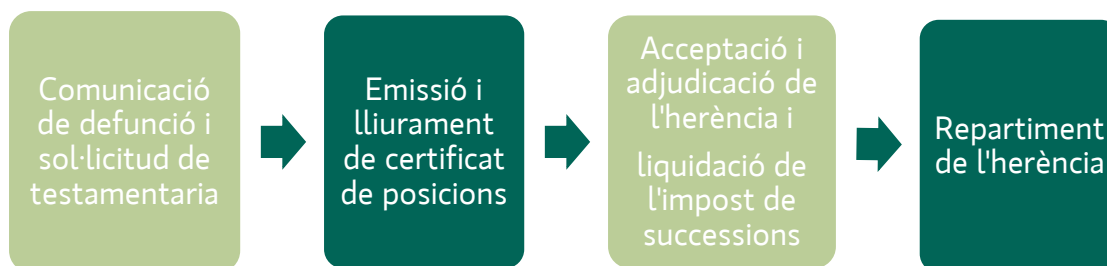 Comunicació
de defunció i
sol·licitud de
testamentaria
Emissió i
lliurament
de certificat
de posicions
Acceptació i
adjudicació de
l'herència i
liquidació de
l'impost de
successions
Repartiment
de l'herència